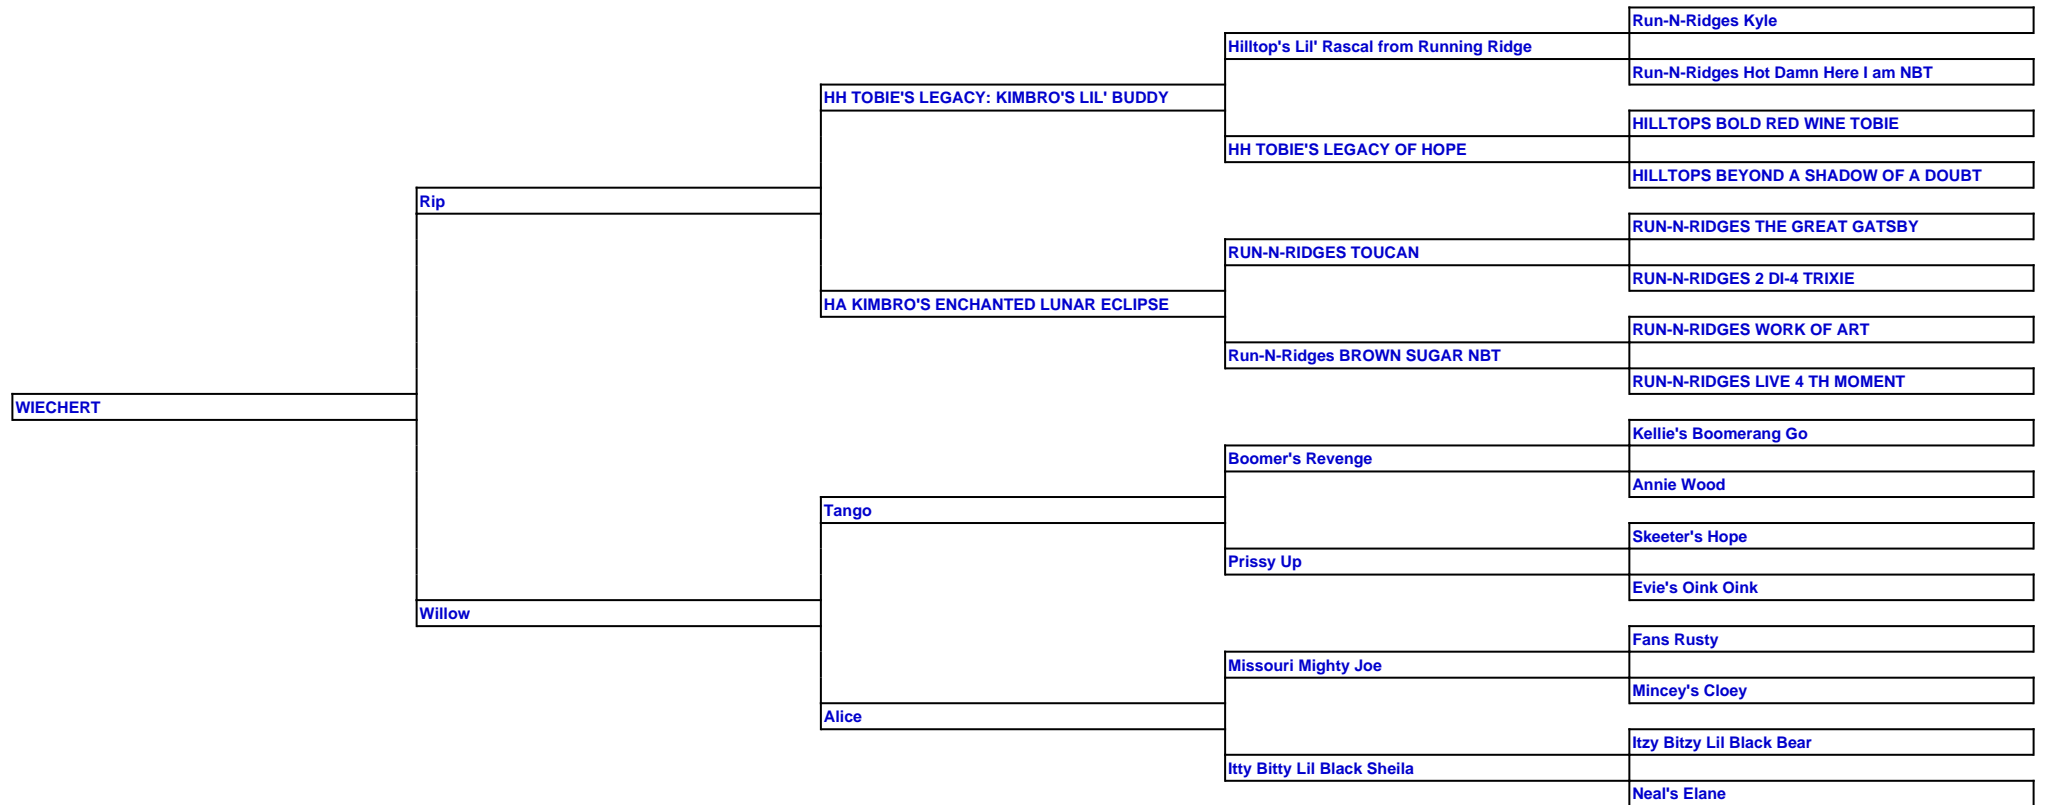 Run-N-Ridges Kyle
Hilltop's Lil' Rascal from Running Ridge
Run-N-Ridges Hot Damn Here I am NBT
HH TOBIE'S LEGACY: KIMBRO'S LIL' BUDDY
HILLTOPS BOLD RED WINE TOBIE
HH TOBIE'S LEGACY OF HOPE
HILLTOPS BEYOND A SHADOW OF A DOUBT
Rip
RUN-N-RIDGES THE GREAT GATSBY
RUN-N-RIDGES TOUCAN
RUN-N-RIDGES 2 DI-4 TRIXIE
HA KIMBRO'S ENCHANTED LUNAR ECLIPSE
RUN-N-RIDGES WORK OF ART
Run-N-Ridges BROWN SUGAR NBT
RUN-N-RIDGES LIVE 4 TH MOMENT
WIECHERT
Kellie's Boomerang Go
Boomer's Revenge
Annie Wood
Tango
Skeeter's Hope
Prissy Up
Evie's Oink Oink
Willow
Fans Rusty
Missouri Mighty Joe
Mincey's Cloey
Alice
Itzy Bitzy Lil Black Bear
Itty Bitty Lil Black Sheila
Neal's Elane